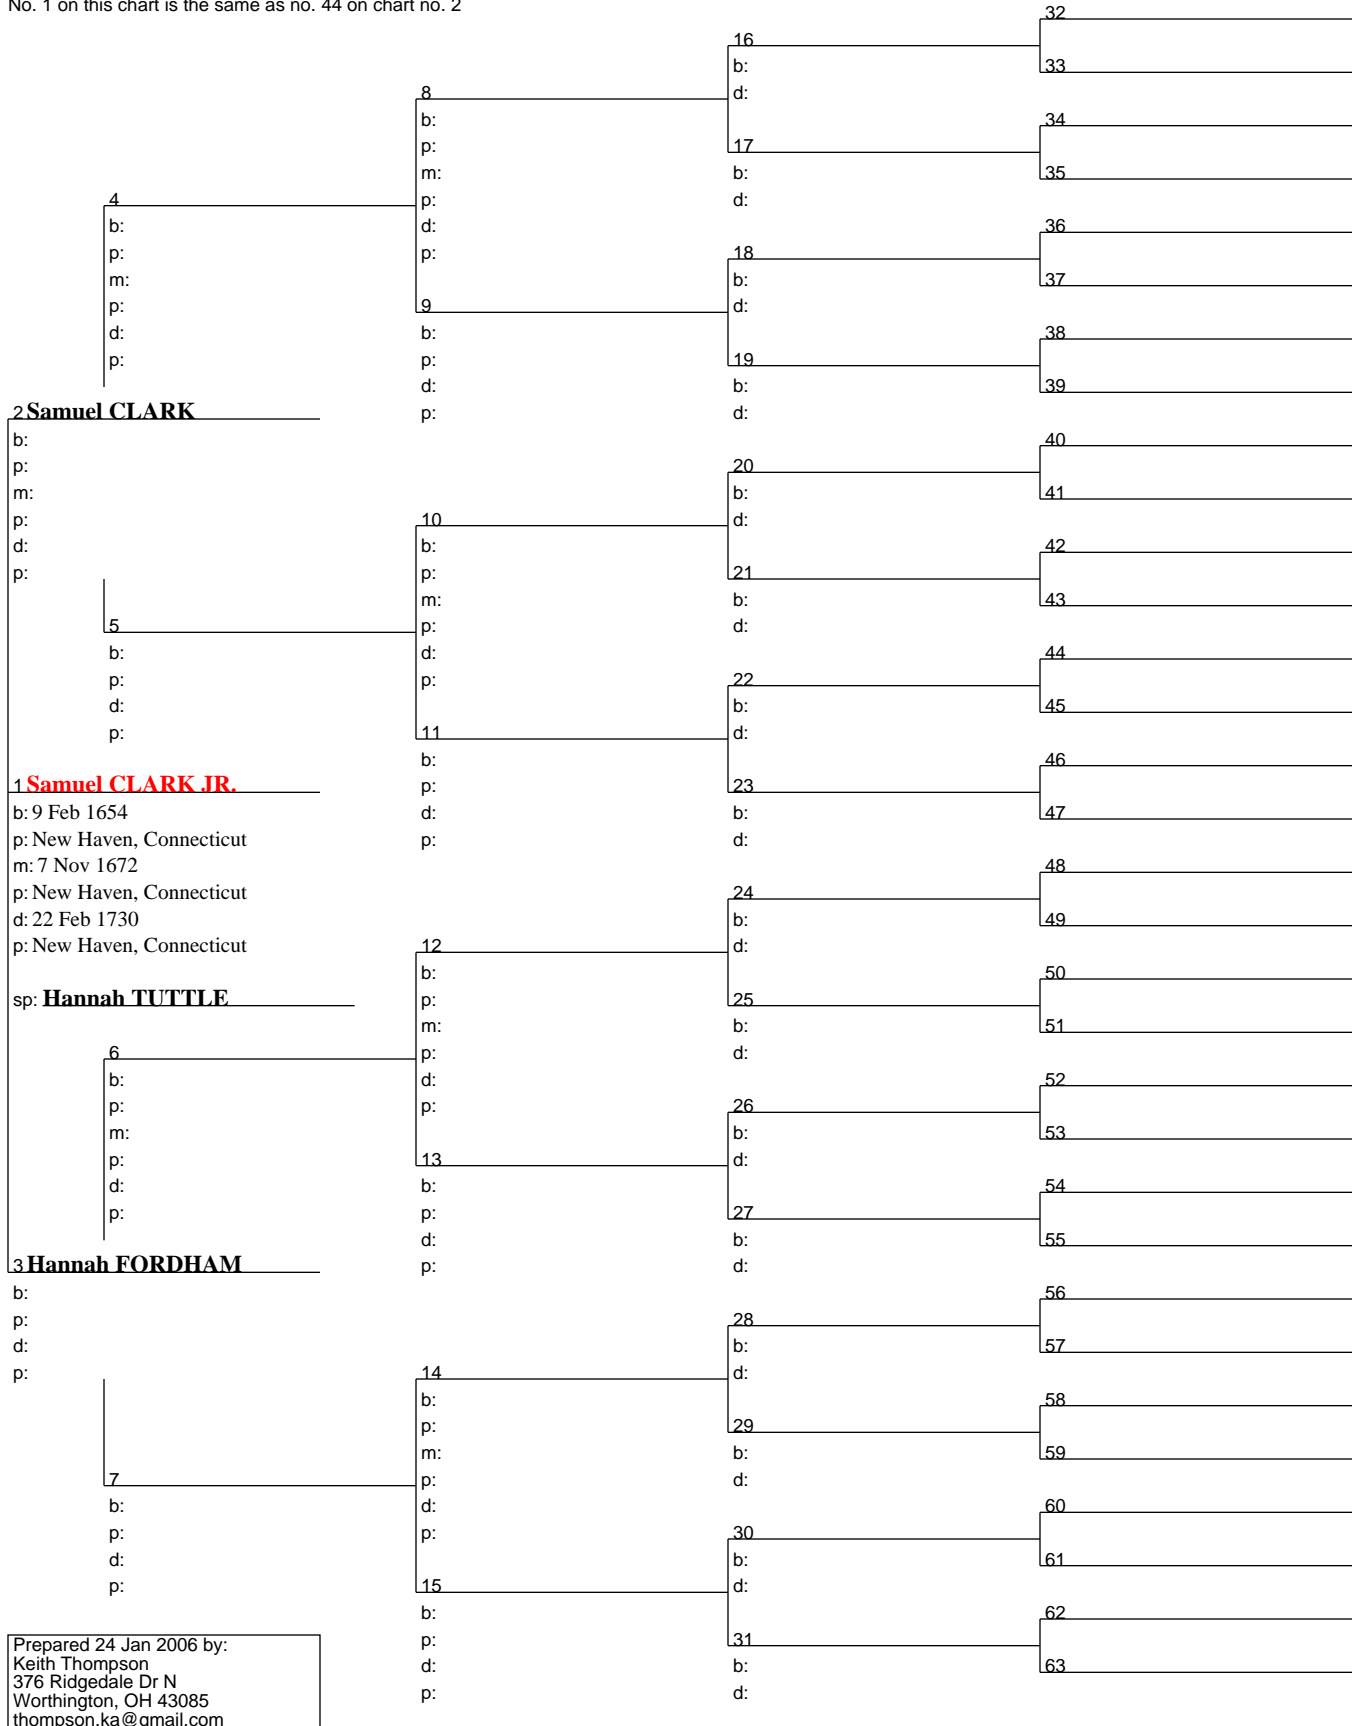 No. 1 on this chart is the same as no. 44 on chart no. 2
2 Samuel CLARK
b:
p:
m:
p:
d:
p:
1 Samuel CLARK JR.
b: 9 Feb 1654
p: New Haven, Connecticut
m: 7 Nov 1672
p: New Haven, Connecticut
d: 22 Feb 1730
p: New Haven, Connecticut
sp: Hannah TUTTLE
3 Hannah FORDHAM
b:
p:
d:
p:
4
b:
p:
m:
p:
d:
p:
5
b:
p:
d:
p:
6
b:
p:
m:
p:
d:
p:
7
b:
p:
d:
p:
8
b:
p:
m:
p:
d:
p:
9
b:
p:
d:
p:
10
b:
p:
m:
p:
d:
p:
11
b:
p:
d:
p:
12
b:
p:
m:
p:
d:
p:
13
b:
p:
d:
p:
14
b:
p:
m:
p:
d:
p:
15
b:
p:
d:
p:
16
b:
d:
17
b:
d:
18
b:
d:
19
b:
d:
20
b:
d:
21
b:
d:
22
b:
d:
23
b:
d:
24
b:
d:
25
b:
d:
26
b:
d:
27
b:
d:
28
b:
d:
29
b:
d:
30
b:
d:
31
b:
d:
32
33
34
35
36
37
38
39
40
41
42
43
44
45
46
47
48
49
50
51
52
53
54
55
56
57
58
59
60
61
62
63
Prepared 24 Jan 2006 by:
Keith Thompson
376 Ridgedale Dr N
Worthington, OH 43085
thompson.ka@gmail.com